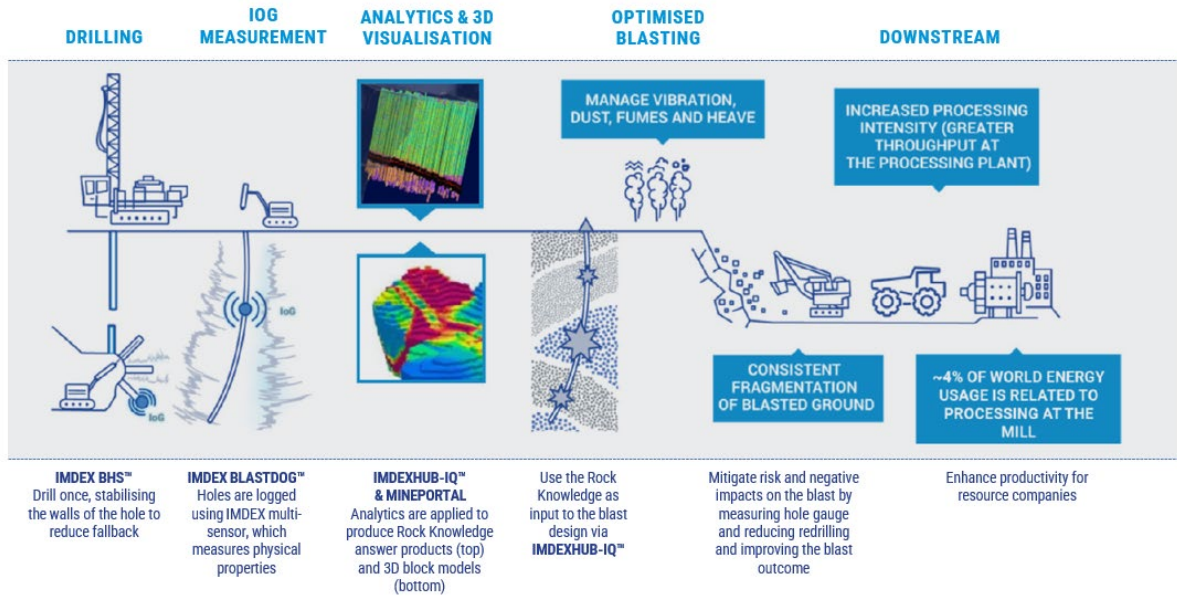 DRILLING
IOG
MEASUREMENT
ANALYTICS & 3D
VISUALISATION
OPTIMISED
BLASTING
DOWNSTREAM
MANAGE VIBRATION,
DUST, FUMES AND HEAVE
INCREASED PROCESSING
INTENSITY (GREATER
THROUGHPUT AT
THE PROCESSING PLANT)
IoG
IoG
CONSISTENT
FRAGMENTATION
OF BLASTED GROUND
~4% OF WORLD ENERGY
USAGE IS RELATED TO
PROCESSING AT THE
MILL
IMDEX BHS™
Drill once, stabilising
the walls of the hole to
reduce fallback
IMDEX BLASTDOG™
Holes are logged
using IMDEX multi-
sensor, which
measures physical
properties
IMDEXHUB-IQ™
& MINEPORTAL
Analytics are applied to
produce Rock Knowledge
answer products (top)
and 3D block models
(bottom)
Use the Rock
Knowledge as
input to the blast
design via
IMDEXHUB-IQ™
Mitigate risk and negative
impacts on the blast by
measuring hole gauge
and reducing redrilling
and improving the blast
outcome
Enhance productivity for
resource companies